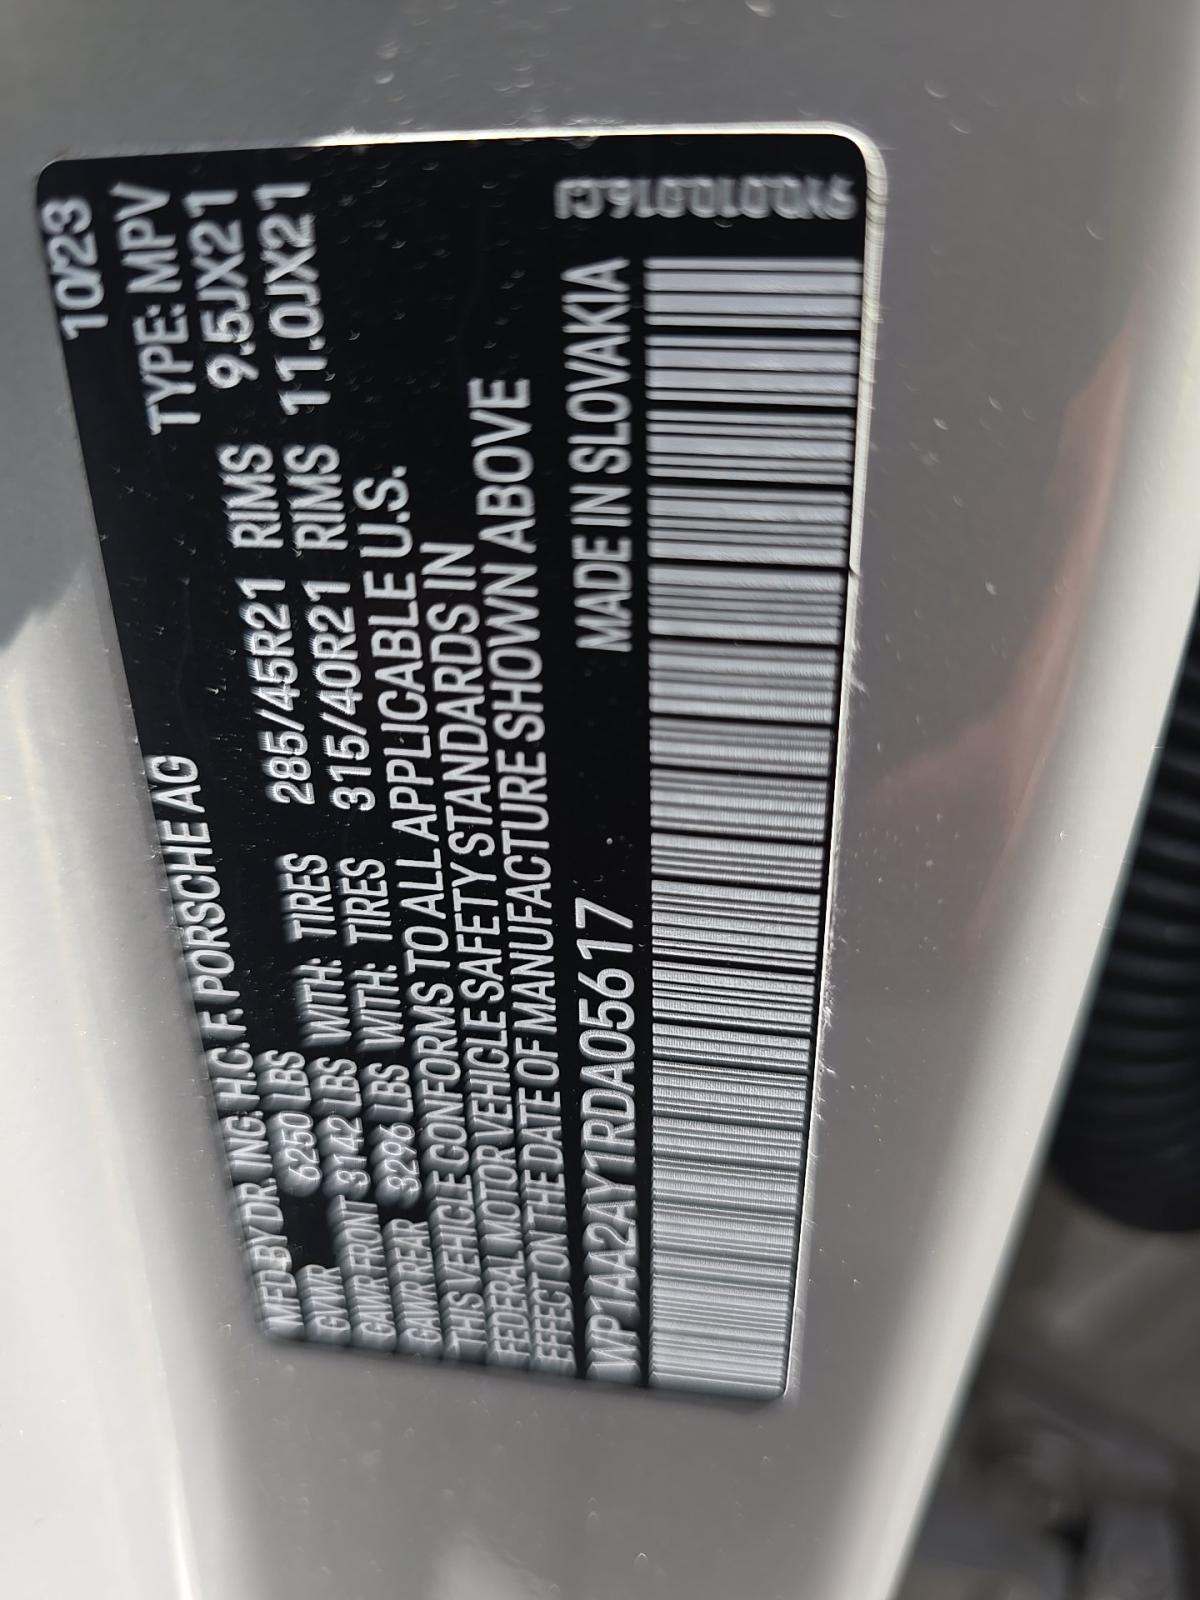 10/23
MFD BY DR. ING. H.C. F. PORSCHE AG TYPE: MPV
GVWR 6250 LBS WITH: TIRES 285/45R21 RIMS 9.5JX21
GAWR FRONT 3142 LBS WITH: TIRES 315/40R21 RIMS 11.0JX21
GAWR REAR 3296 LBS
THIS VEHICLE CONFORMS TO ALL APPLICABLE U.S.
FEDERAL MOTOR VEHICLE SAFETY STANDARDS IN
EFFECT ON THE DATE OF MANUFACTURE SHOWN ABOVE
WP1AA2AY1RDA05617 MADE IN SLOVAKIA